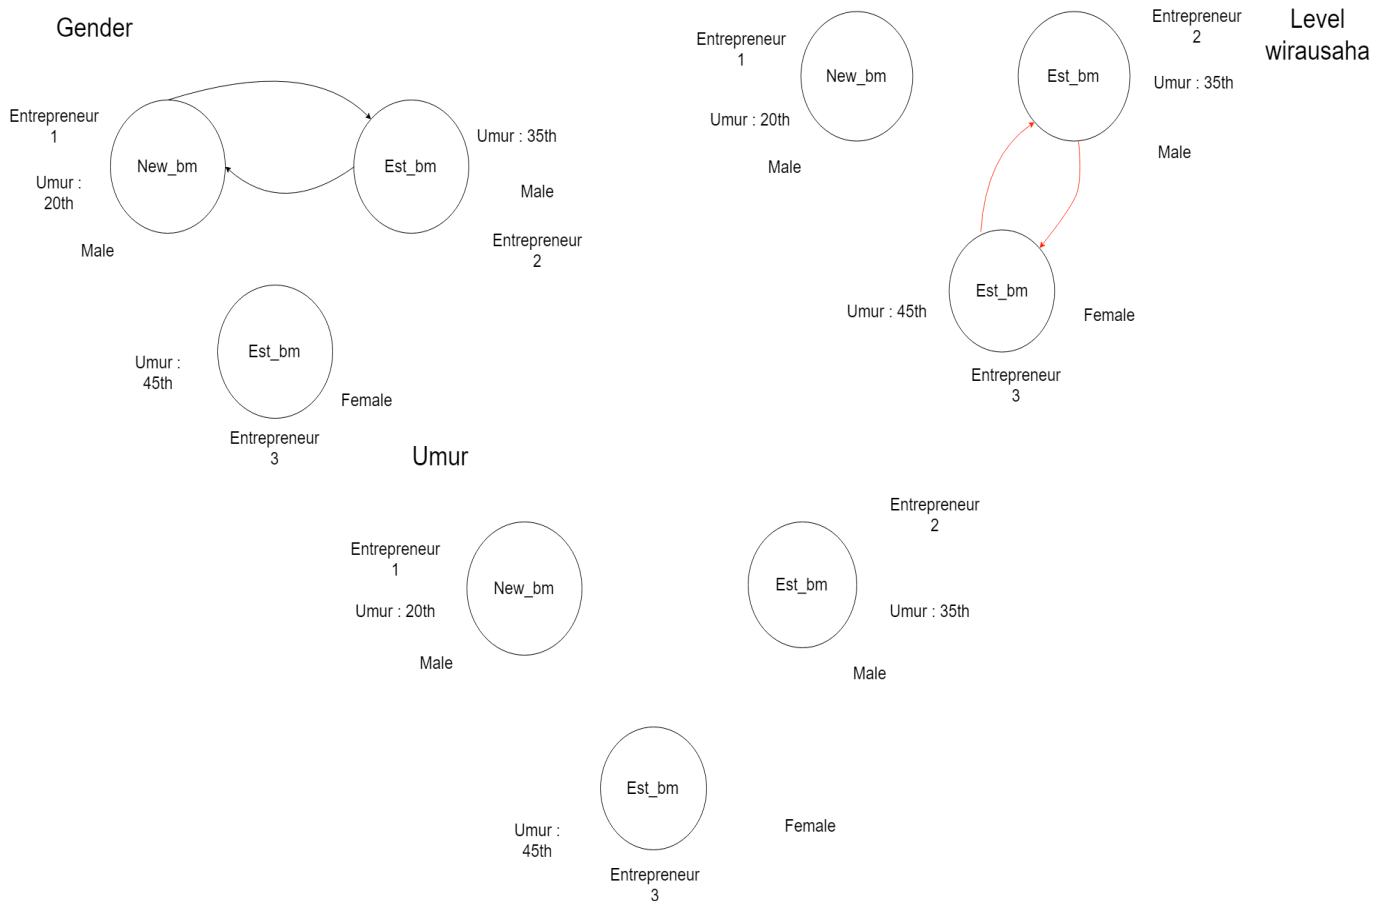 Gender
Entrepreneur
1
New_bm
Umur :
20th
Male
Est_bm
Umur : 35th
Male
Entrepreneur
2
Est_bm
Umur :
45th
Female
Entrepreneur
3
Level
wirausaha
Entrepreneur
1
New_bm
Umur : 20th
Male
Entrepreneur
2
Est_bm
Umur : 35th
Male
Est_bm
Umur : 45th
Female
Entrepreneur
3
Umur
Entrepreneur
1
New_bm
Umur : 20th
Male
Entrepreneur
2
Est_bm
Umur : 35th
Male
Est_bm
Umur :
45th
Female
Entrepreneur
3